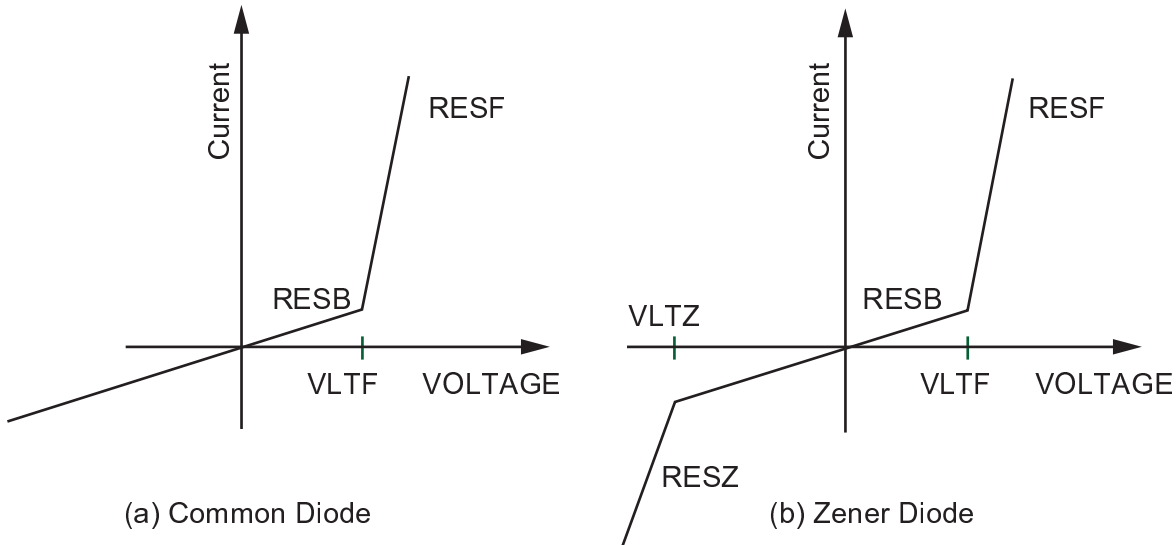 Current
RESF
RESB
VLTF
VOLTAGE
(a) Common Diode
Current
RESF
RESB
VLTZ
VLTF
VOLTAGE
RESZ
(b) Zener Diode